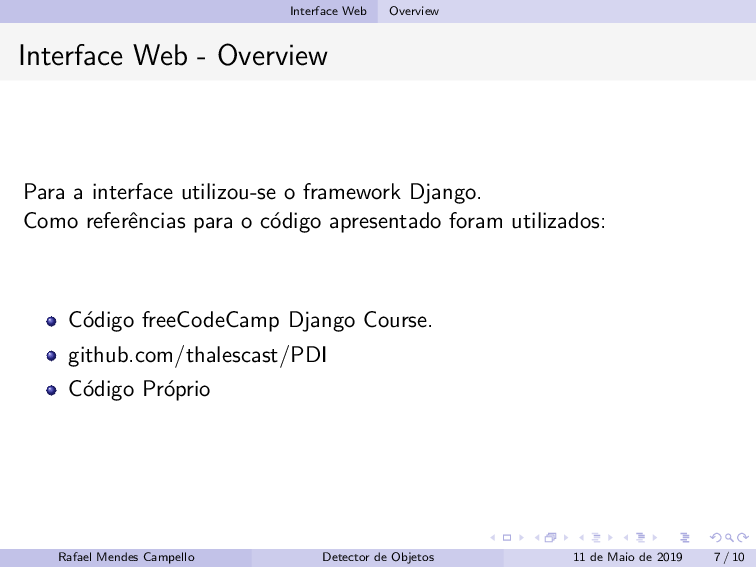 Interface Web Overview
Interface Web - Overview
Para a interface utilizou-se o framework Django.
Como referências para o código apresentado foram utilizados:
Código freeCodeCamp Django Course.
github.com/thalescast/PDI
Código Próprio
Rafael Mendes Campello Detector de Objetos 11 de Maio de 2019 7 / 10